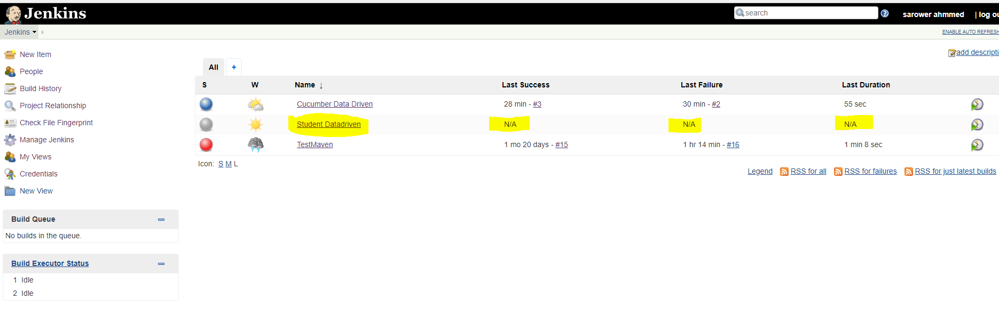 Jenkins
search
sarower ahmmed | log ou
Jenkins
ENABLE AUTO REFRESH
New Item
People
Build History
Project Relationship
Check File Fingerprint
Manage Jenkins
My Views
Credentials
New View
Build Queue
No builds in the queue.
Build Executor Status
1 Idle
2 Idle
add descripti
All +
S W Name ↓ Last Success Last Failure Last Duration
Cucumber Data Driven 28 min - #3 30 min - #2 55 sec
Student Datadriven N/A N/A N/A
TestMaven 1 mo 20 days - #15 1 hr 14 min - #16 1 min 8 sec
Icon: S M L
Legend RSS for all RSS for failures RSS for just latest builds